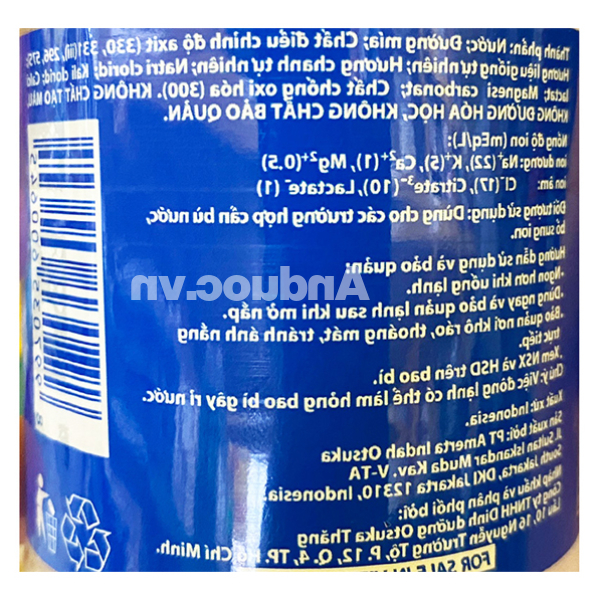 Thành phần: Nước; Đường mía; Chất điều chỉnh độ axit (330, 331(iii), 296, 575);
Hương liệu giống tự nhiên; Hương chanh tự nhiên; Natri clorid; Kali clorid; Calci
lactat; Magnesi carbonat; Chất chống oxi hóa (300). KHÔNG CHẤT TẠO MÀU,
KHÔNG ĐƯỜNG HÓA HỌC, KHÔNG CHẤT BẢO QUẢN.
Nồng độ ion (mEq/L):
Ion dương: Na⁺(22), K⁺(5), Ca²⁺(1), Mg²⁺(0.5)
Ion âm: Cl⁻(17), Citrate³⁻(10), Lactate⁻(1)
Đối tượng sử dụng: Dùng cho các trường hợp cần bù nước,
bổ sung ion.
Hướng dẫn sử dụng và bảo quản:
-Ngon hơn khi uống lạnh.
-Dùng ngay và bảo quản lạnh sau khi mở nắp.
-Bảo quản nơi khô ráo, thoáng mát, tránh ánh nắng
trực tiếp.
Anduoc.vn
Xem NSX và HSD trên bao bì.
Chú ý: Việc đông lạnh có thể làm hỏng bao bì gây rỉ nước.
Xuất xứ: Indonesia.
Sản xuất bởi: PT Amerta Indah Otsuka
Jl. Sultan Iskandar Muda Kav. V-TA
South Jakarta, DKI Jakarta 12310, Indonesia.
Nhập khẩu và phân phối bởi:
Công ty TNHH Dinh dưỡng Otsuka Thăng
Lầu 10, 16 Nguyễn Trường Tộ, P. 12, Q. 4, TP. Hồ Chí Minh.
FOR SALE IN